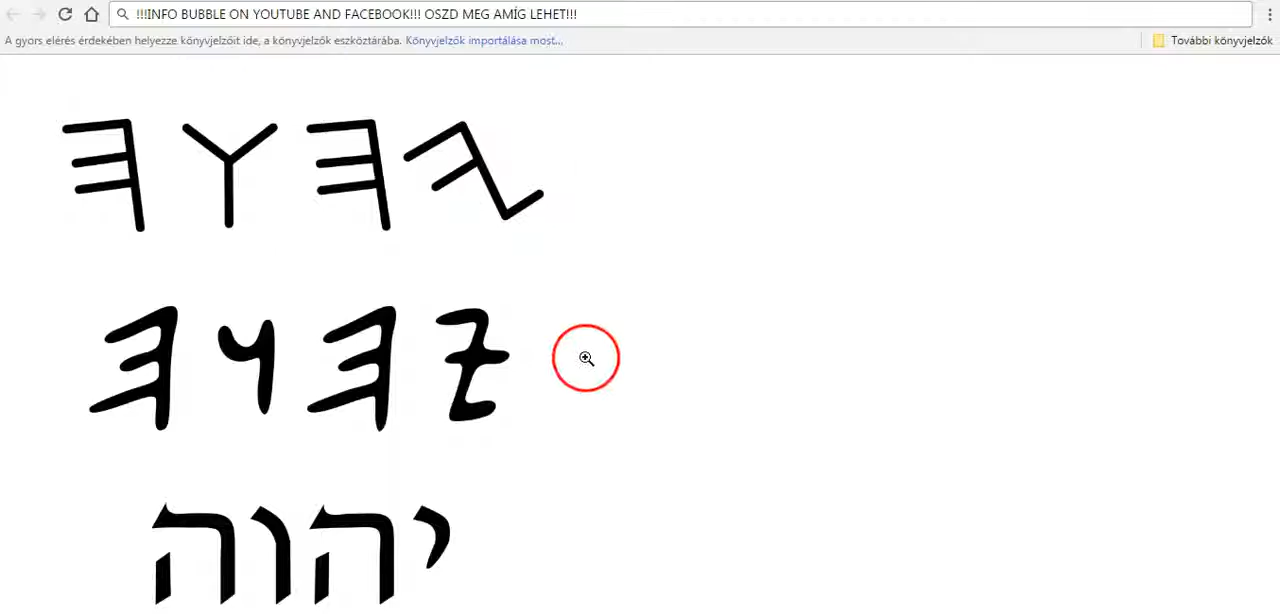 !!!INFO BUBBLE ON YOUTUBE AND FACEBOOK!!! OSZD MEG AMÍG LEHET!!!
A gyors elérés érdekében helyezze könyvjelzőit ide, a könyvjelzők eszköztárába. Könyvjelzők importálása most...
További könyvjelzők
𐤉𐤄𐤅𐤄
𐤉𐤄𐤅𐤄
יהוה